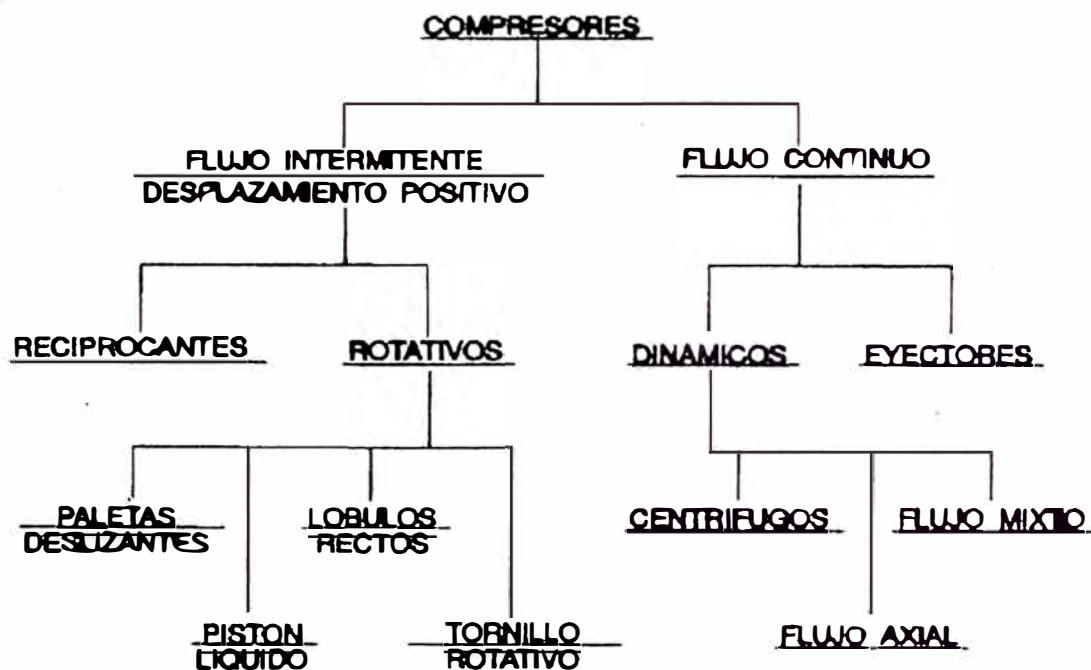 COMPRESORES
FLUJO INTERMITENTE
DESPLAZAMIENTO POSITIVO
FLUJO CONTINUO
RECIPROCANTES
ROTATIVOS
DINAMICOS
EYECTORES
PALETAS
DESLIZANTES
LOBULOS
RECTOS
CENTRIFUGOS
FLUJO MIXTIO
PISTON
LIQUIDO
TORNILLO
ROTATIVO
FLUJO AXIAL